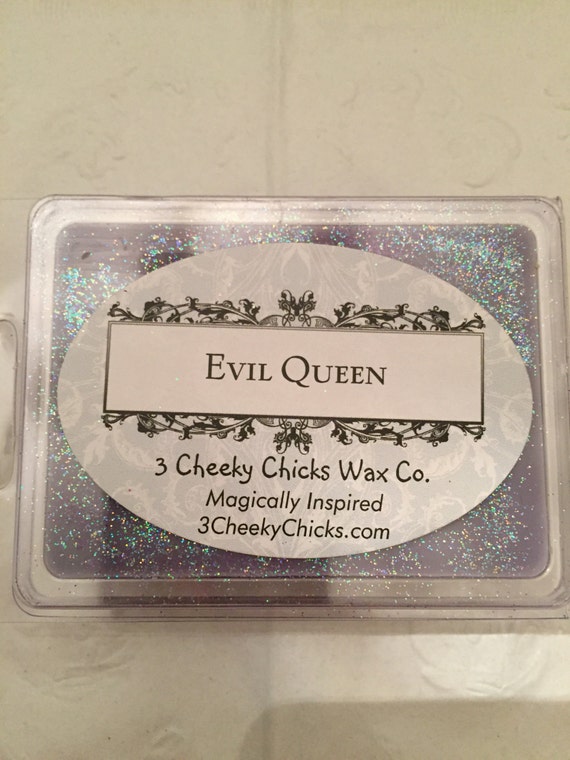 Evil Queen
3 Cheeky Chicks Wax Co.
Magically Inspired
3CheekyChicks.com